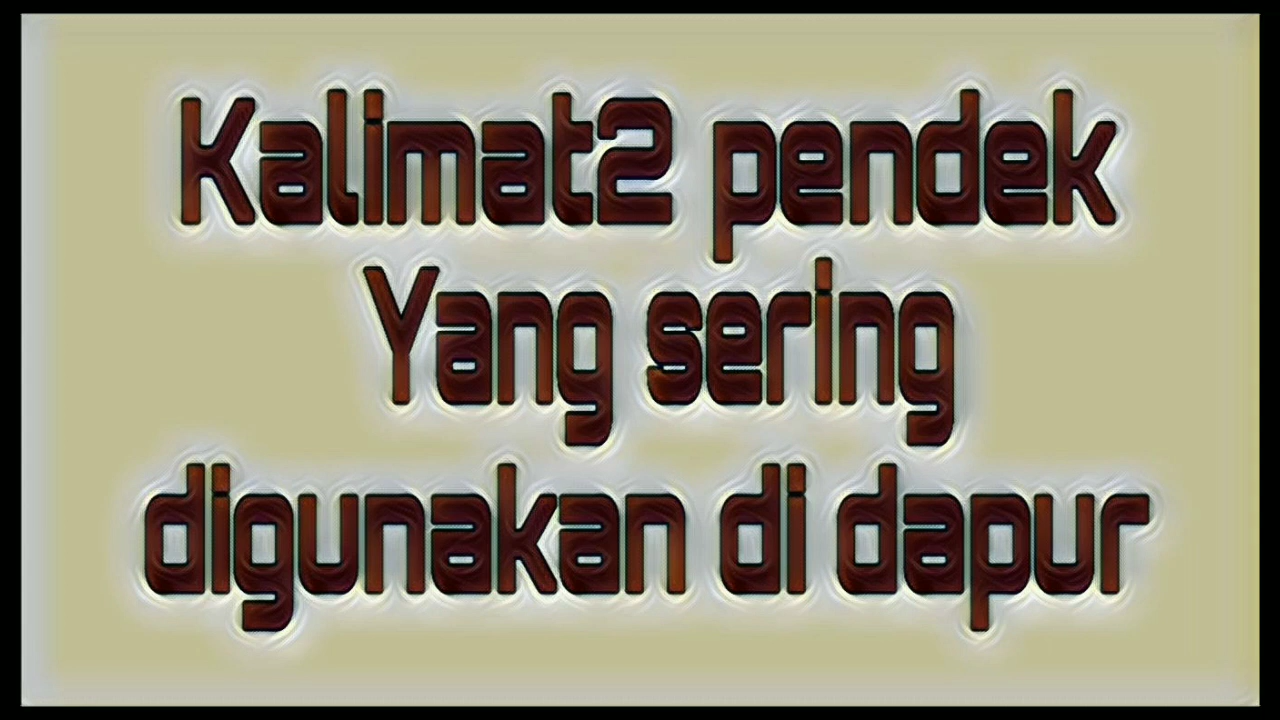 Kalimat2 pendek
Yang sering
digunakan di dapur